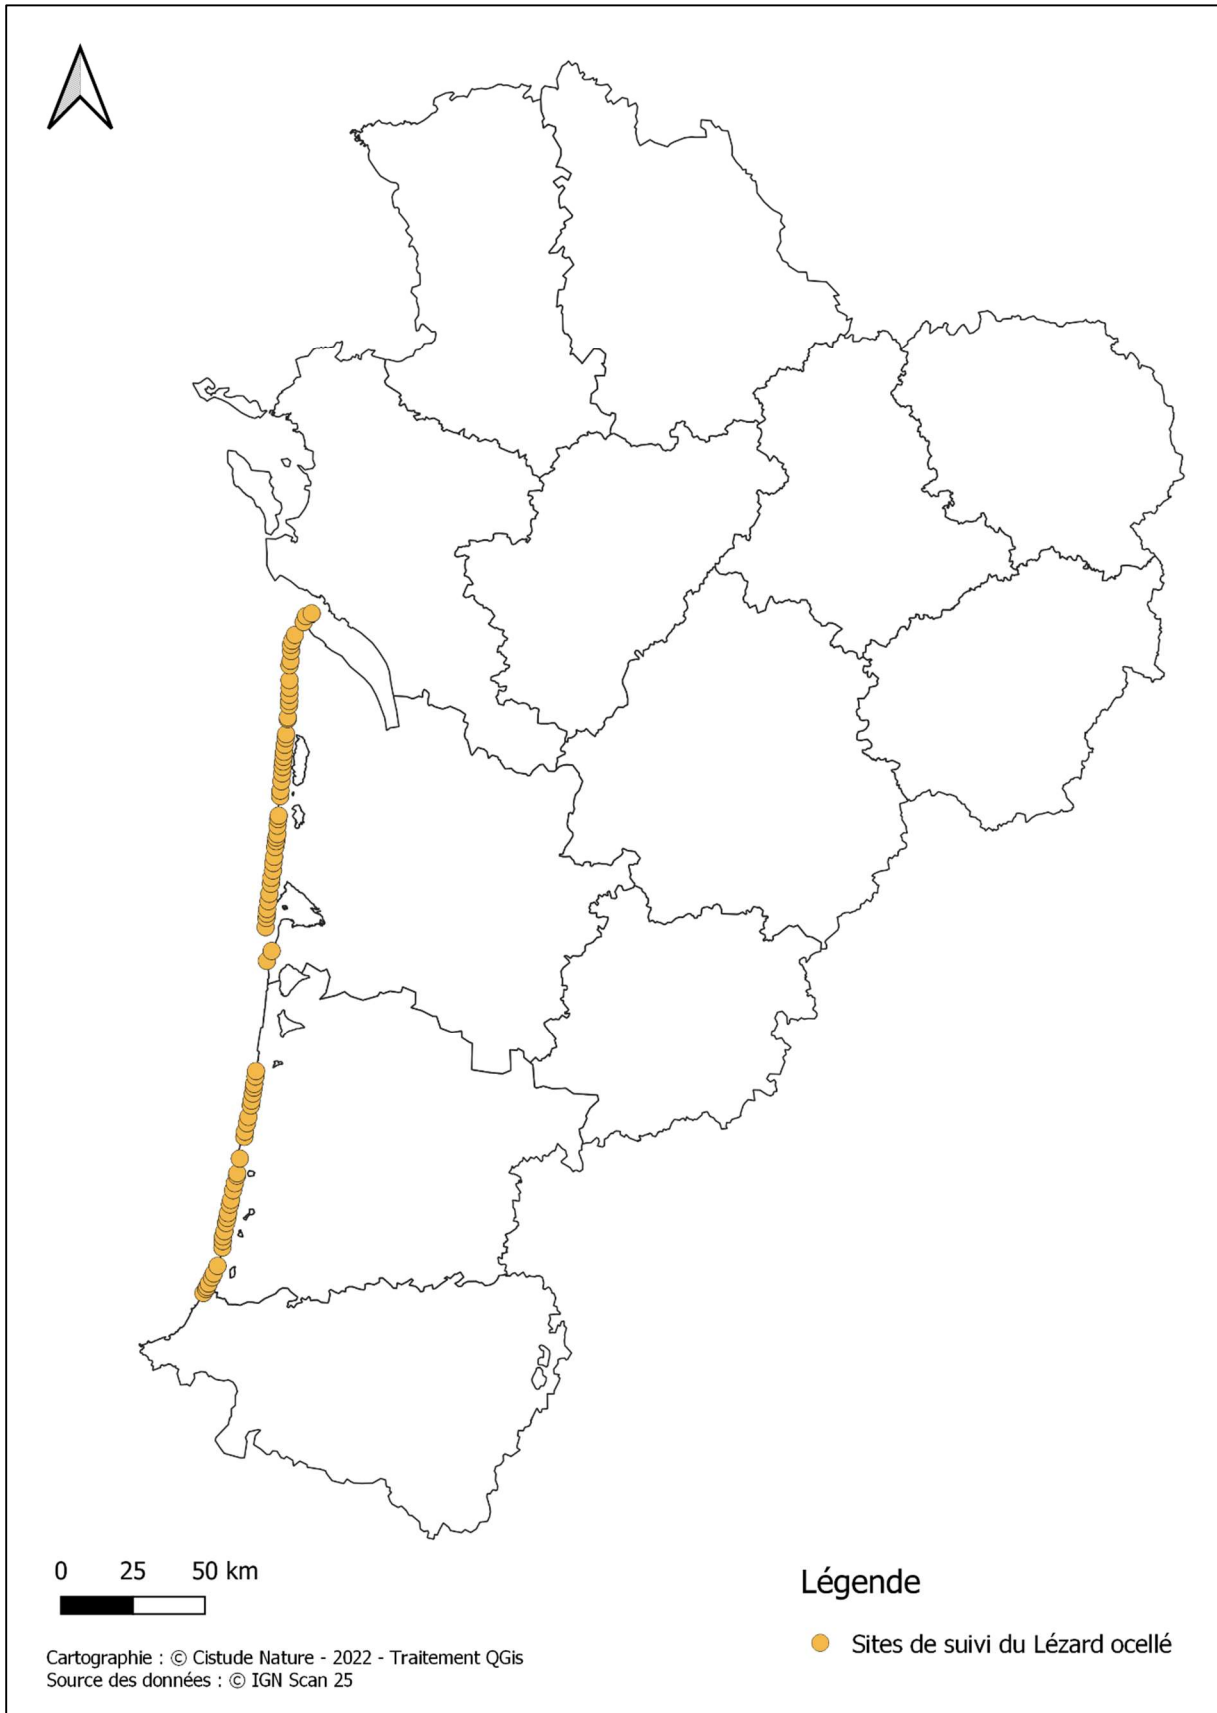 0 25 50 km
Légende
Sites de suivi du Lézard ocellé
Cartographie : © Cistude Nature - 2022 - Traitement QGis
Source des données : © IGN Scan 25